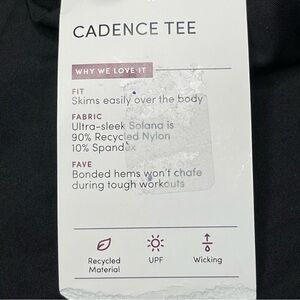 CADENCE TEE
WHY WE LOVE IT
FIT
Skims easily over the body
FABRIC
Ultra-sleek Solana is
90% Recycled Nylon
10% Spandex
FAVE
Bonded hems won't chafe
during tough workouts
Recycled
Material
UPF
Wicking